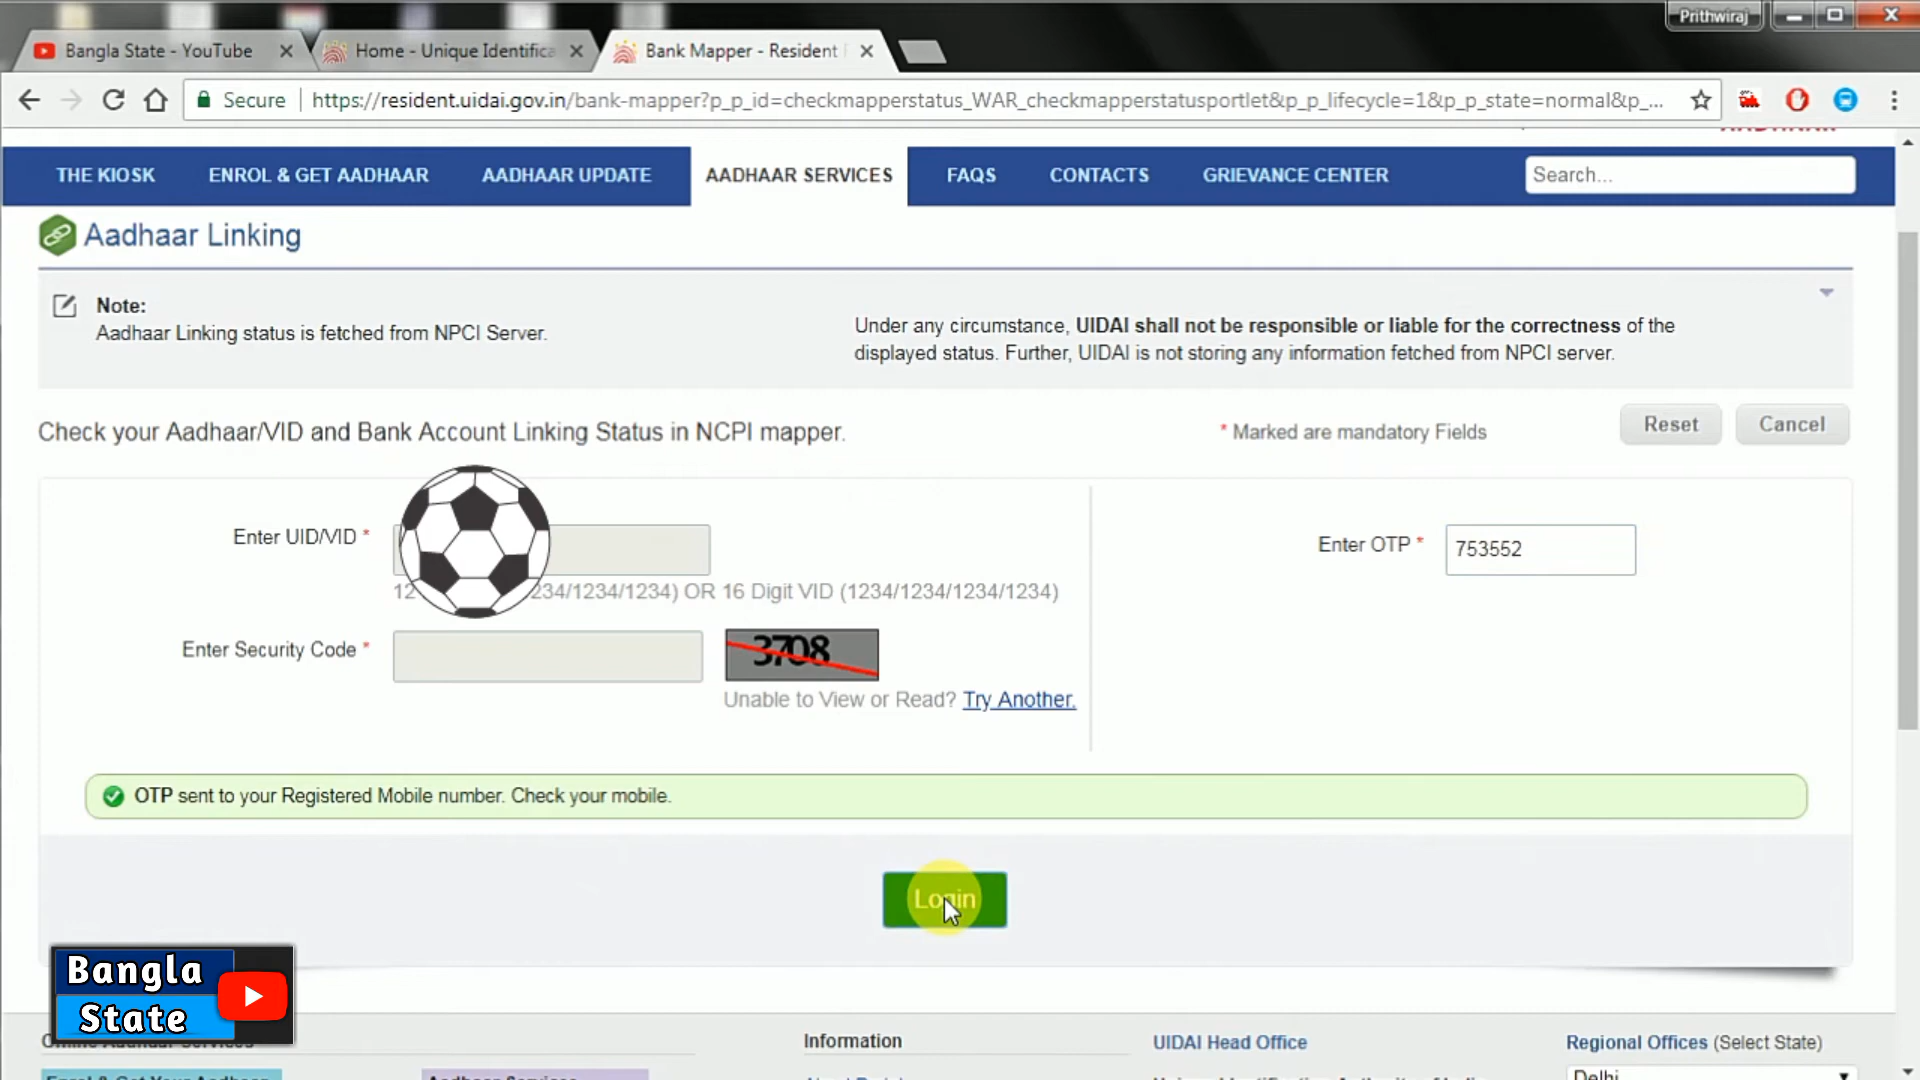 Prithwiraj
Bangla State - YouTube
Home - Unique Identifica
Bank Mapper - Resident
Secure
https://resident.uidai.gov.in/bank-mapper?p_p_id=checkmapperstatus_WAR_checkmapperstatusportlet&p_p_lifecycle=1&p_p_state=normal&p_...
THE KIOSK
ENROL & GET AADHAAR
AADHAAR UPDATE
AADHAAR SERVICES
FAQS
CONTACTS
GRIEVANCE CENTER
Search...
Aadhaar Linking
Note:
Aadhaar Linking status is fetched from NPCI Server.
Under any circumstance, UIDAI shall not be responsible or liable for the correctness of the
displayed status. Further, UIDAI is not storing any information fetched from NPCI server.
Check your Aadhaar/VID and Bank Account Linking Status in NCPI mapper.
* Marked are mandatory Fields
Reset
Cancel
Enter UID/VID *
12
234/1234/1234) OR 16 Digit VID (1234/1234/1234/1234)
Enter OTP *
753552
Enter Security Code *
3708
Unable to View or Read? Try Another.
OTP sent to your Registered Mobile number. Check your mobile.
Login
Bangla
State
Information
UIDAI Head Office
Regional Offices (Select State)
Delhi